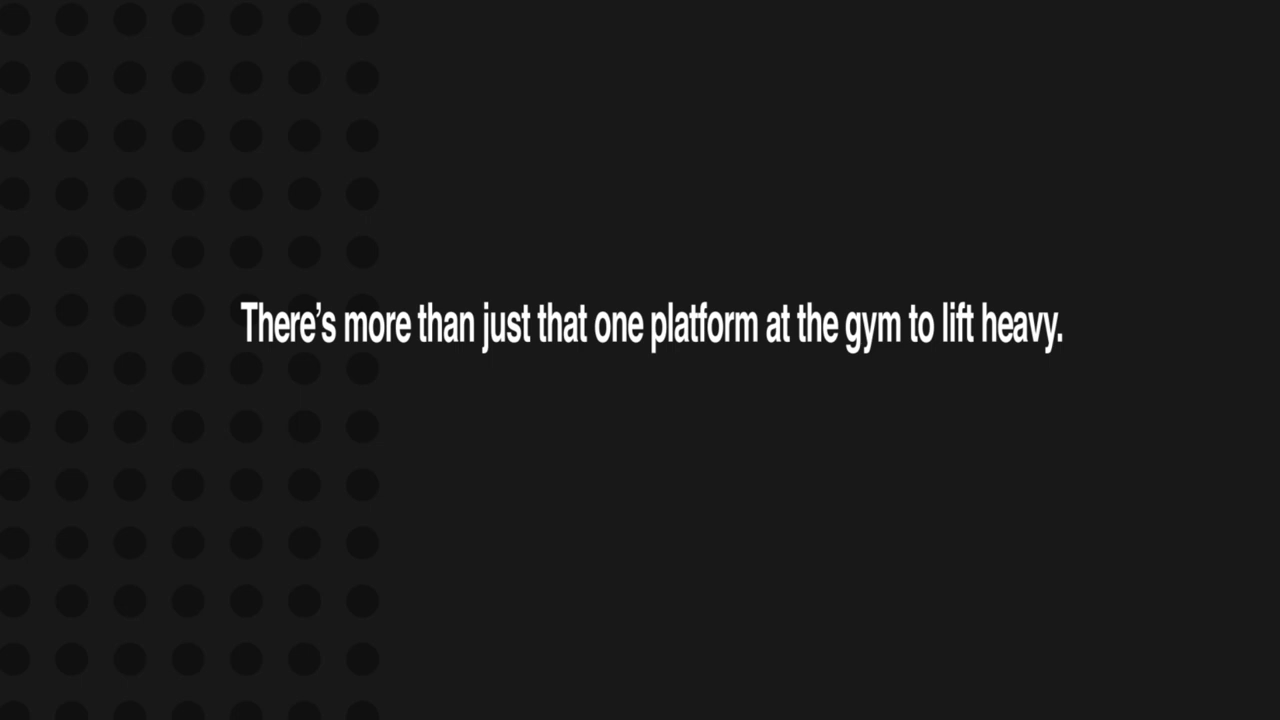 There’s more than just that one platform at the gym to lift heavy.